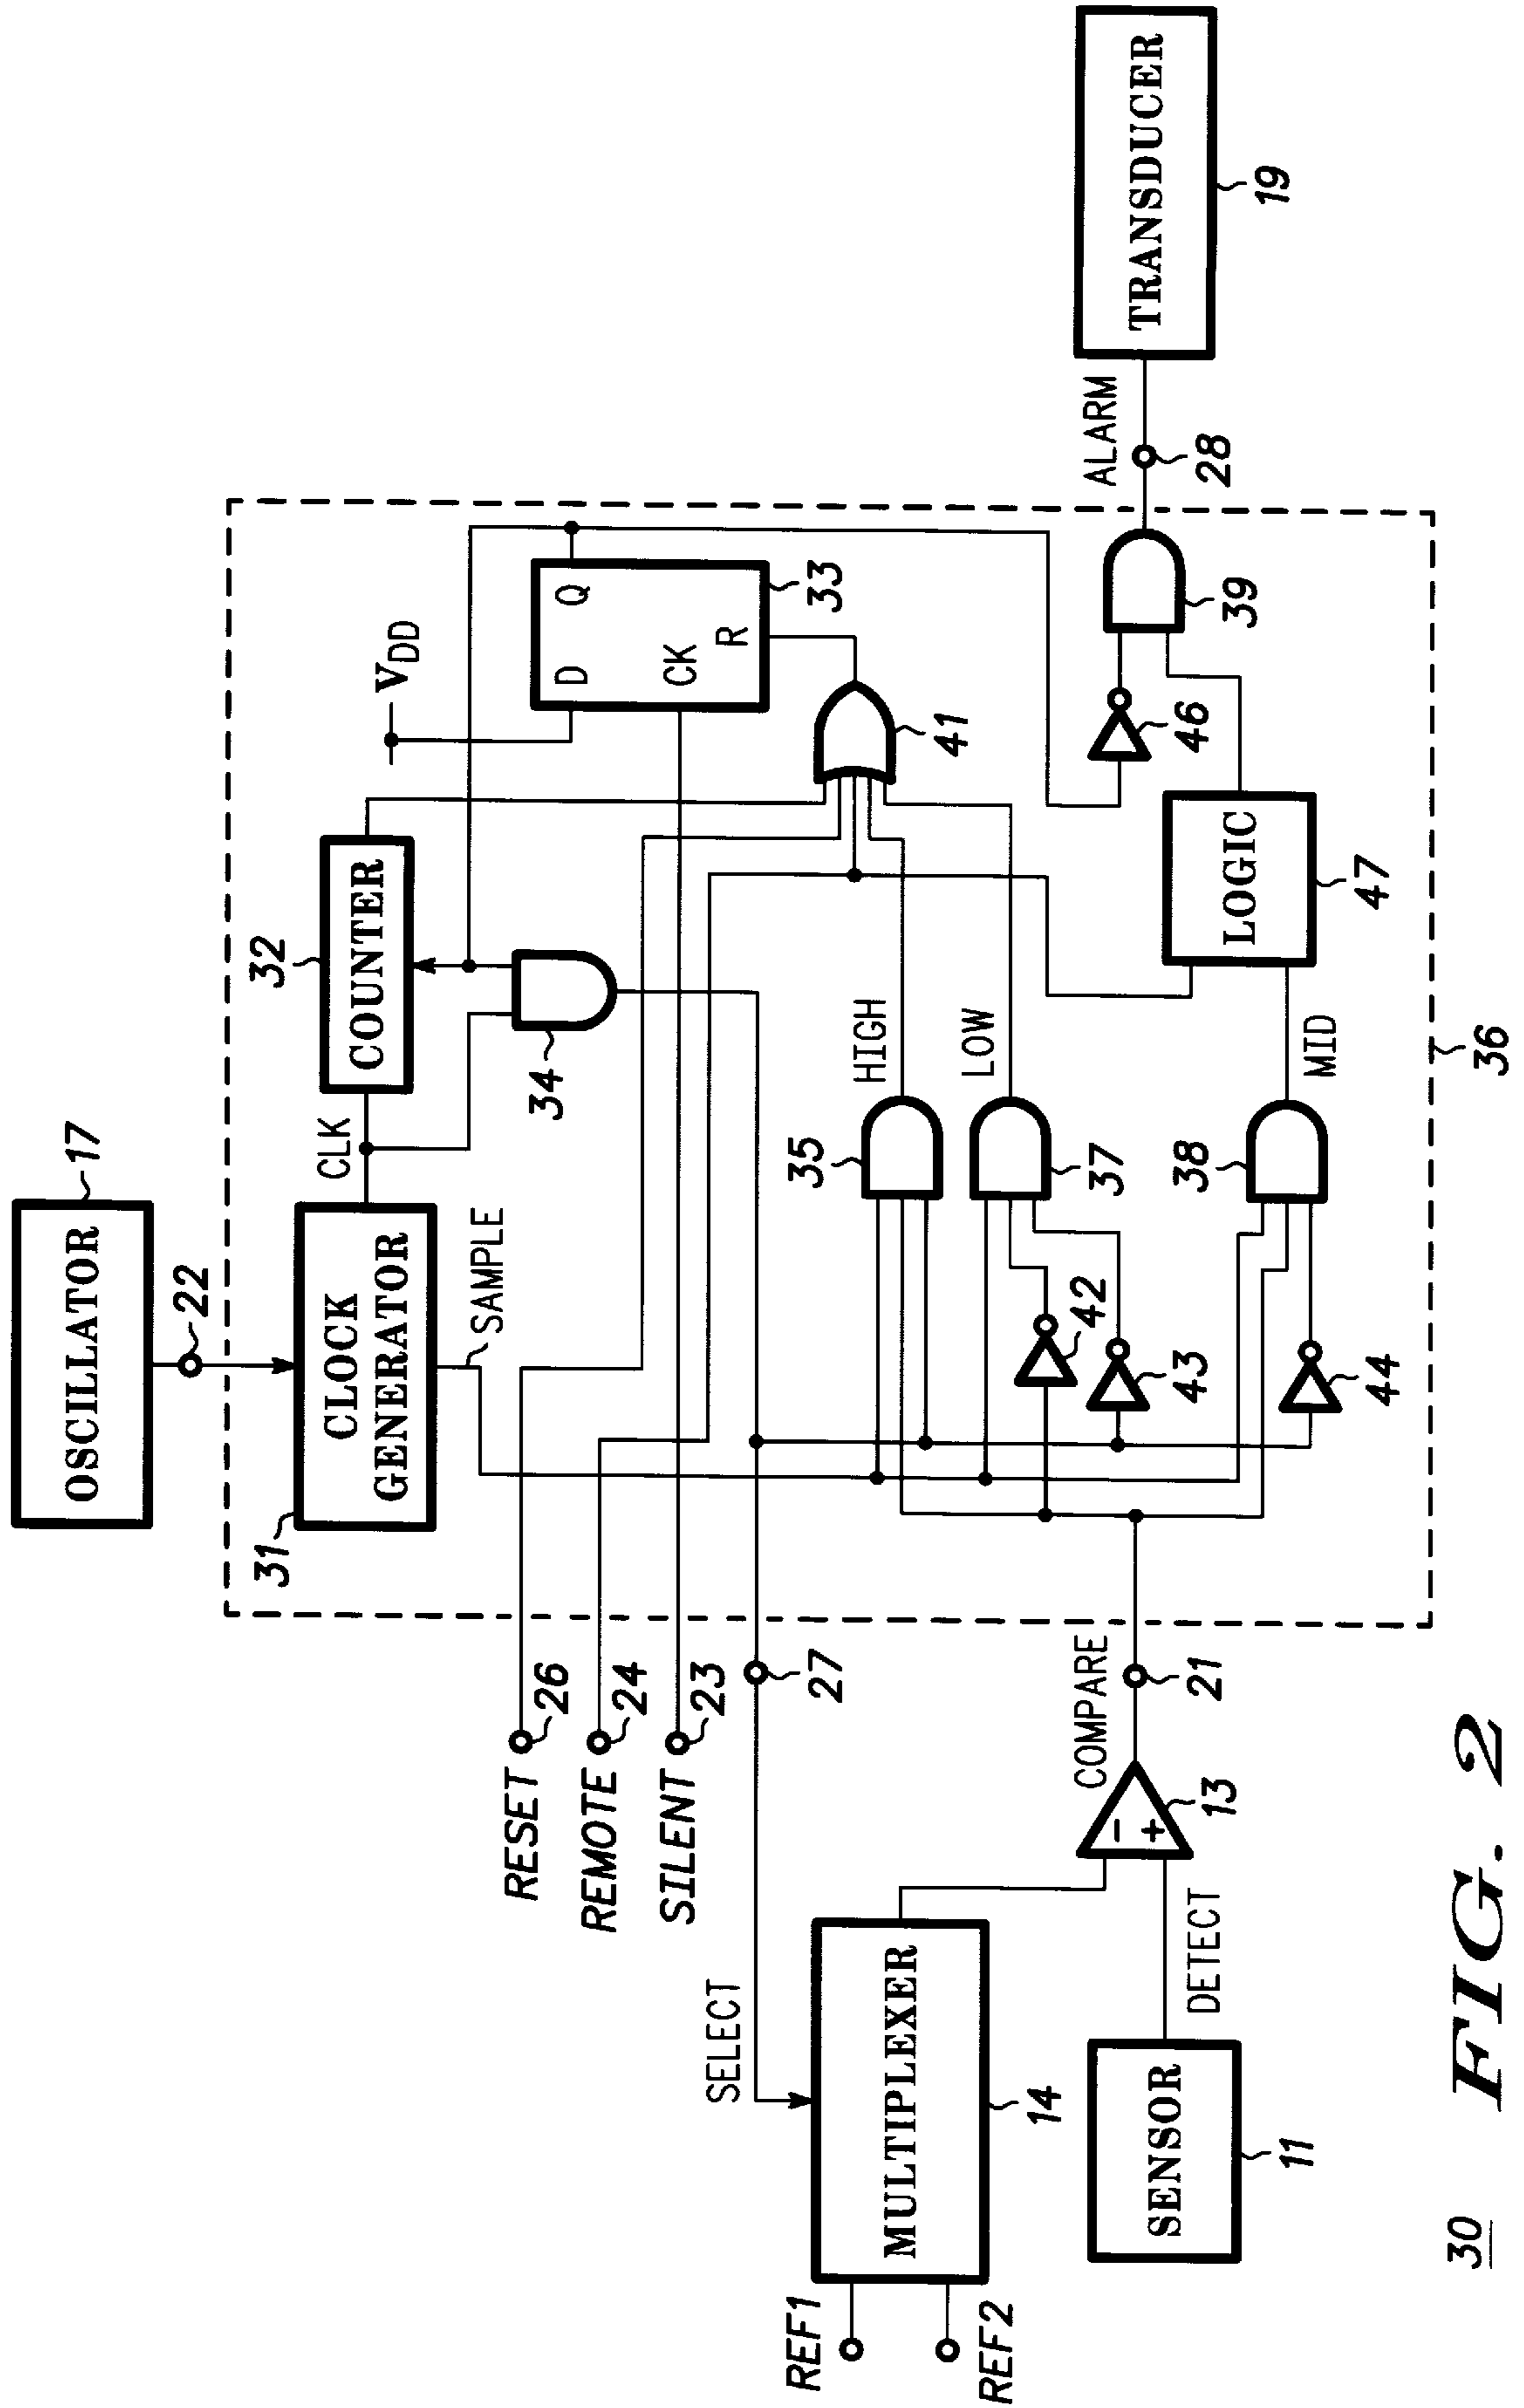 OSCILLATOR
17
22
31
CLOCK
GENERATOR
CLK
SAMPLE
32
COUNTER
34
VDD
D
Q
CK
R
33
41
RESET
26
REMOTE
24
SILENT
23
27
SELECT
REF1
REF2
MULTIPLEXER
14
SENSOR
11
DETECT
−
+
13
COMPARE
21
35
HIGH
37
LOW
42
43
38
MID
44
LOGIC
47
46
39
36
ALARM
28
TRANSDUCER
19
30
FIG. 2